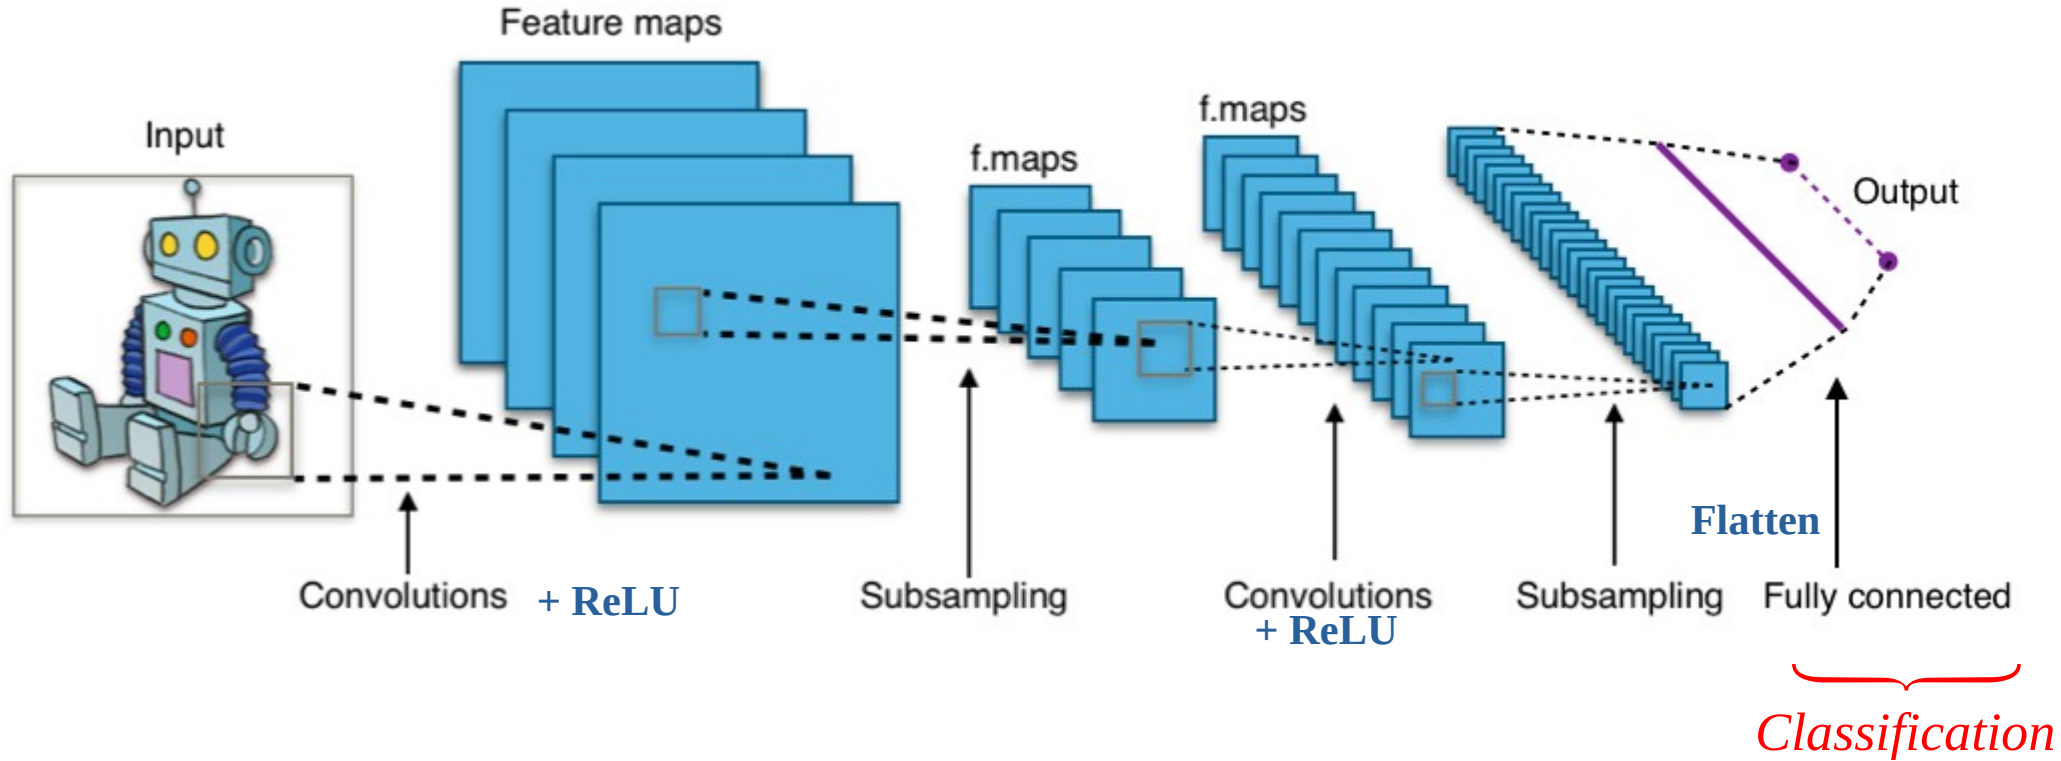 Feature maps
Input
f.maps
f.maps
Output
Flatten
Convolutions + ReLU
Subsampling
Convolutions
+ ReLU
Subsampling
Fully connected
Classification